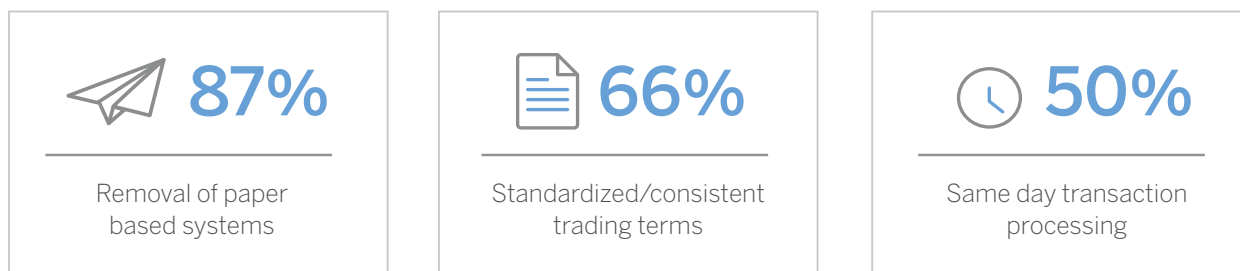 87%
Removal of paper
based systems
66%
Standardized/consistent
trading terms
50%
Same day transaction
processing